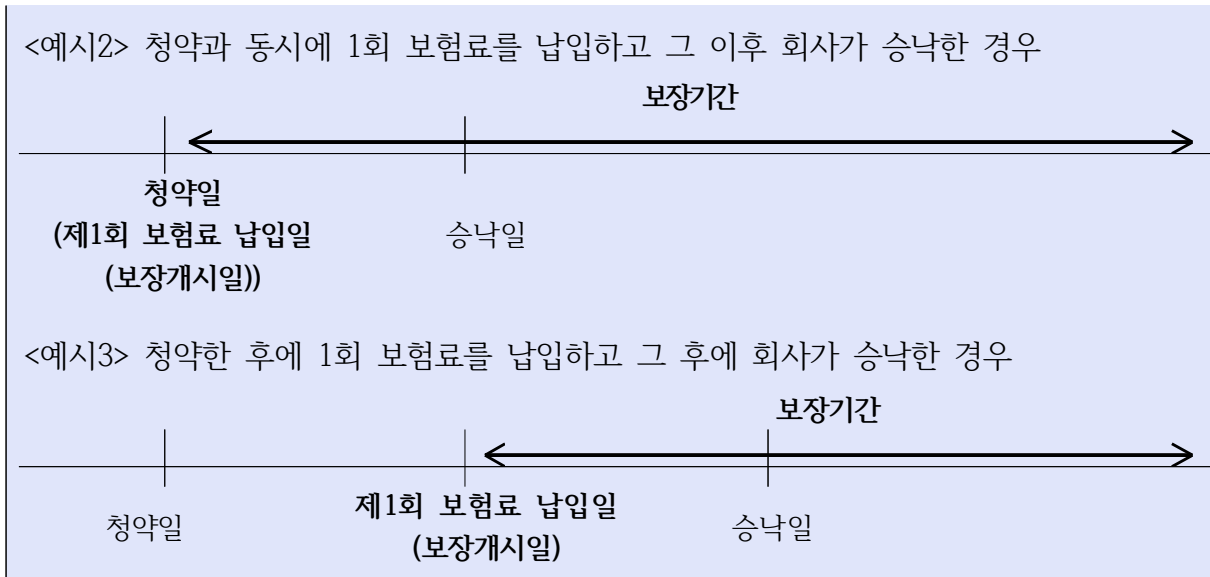 <예시2> 청약과 동시에 1회 보험료를 납입하고 그 이후 회사가 승낙한 경우
보장기간
청약일
(제1회 보험료 납입일
(보장개시일))
승낙일
<예시3> 청약한 후에 1회 보험료를 납입하고 그 후에 회사가 승낙한 경우
보장기간
청약일
제1회 보험료 납입일
(보장개시일)
승낙일